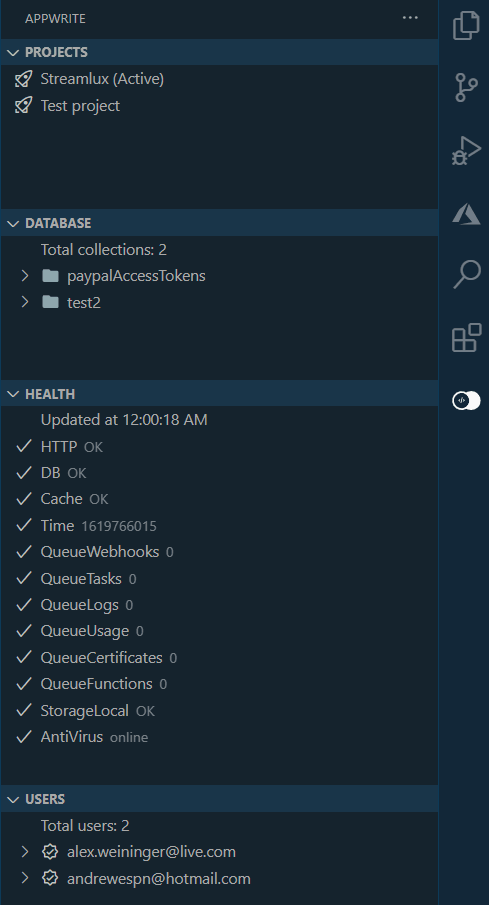 APPWRITE
PROJECTS
Streamlux (Active)
Test project
DATABASE
Total collections: 2
paypalAccessTokens
test2
HEALTH
Updated at 12:00:18 AM
HTTP OK
DB OK
Cache OK
Time 1619766015
QueueWebhooks 0
QueueTasks 0
QueueLogs 0
QueueUsage 0
QueueCertificates 0
QueueFunctions 0
StorageLocal OK
AntiVirus online
USERS
Total users: 2
alex.weininger@live.com
andrewespn@hotmail.com